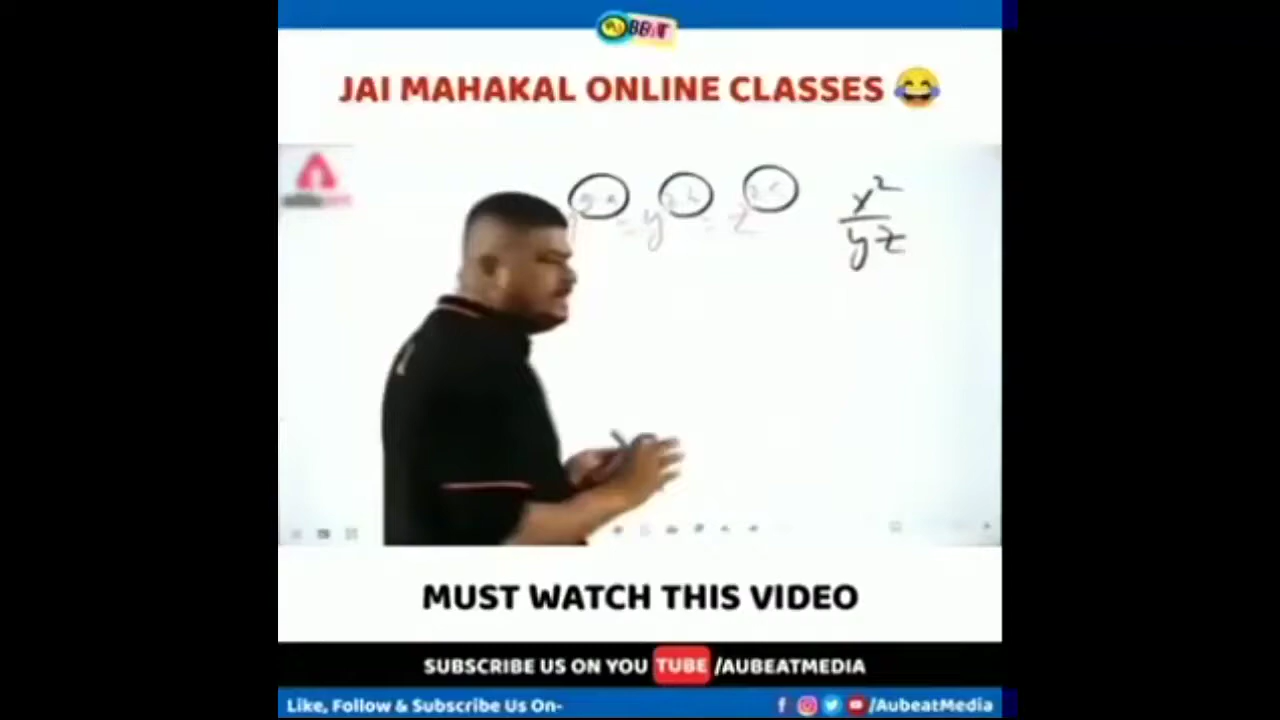 JAI MAHAKAL ONLINE CLASSES 😂
= y = z
x²
yz
MUST WATCH THIS VIDEO
SUBSCRIBE US ON YOU TUBE /AUBEATMEDIA
Like, Follow & Subscribe Us On- /AubeatMedia